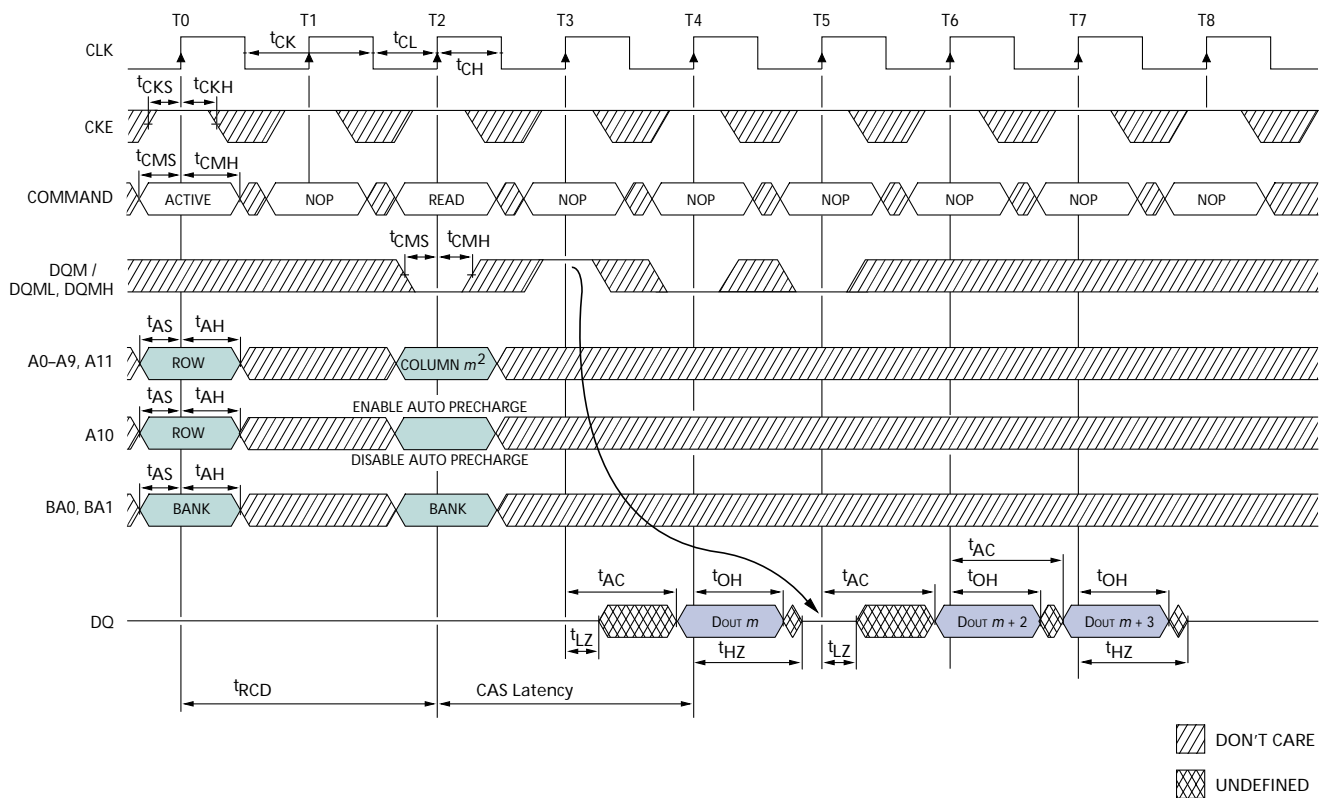 T0 T1 T2 T3 T4 T5 T6 T7 T8
CLK
tCK tCL
tCH
tCKS tCKH
CKE
tCMS tCMH
COMMAND ACTIVE NOP READ NOP NOP NOP NOP NOP NOP
tCMS tCMH
DQM /
DQML, DQMH
tAS tAH
A0–A9, A11 ROW COLUMN m²
tAS tAH ENABLE AUTO PRECHARGE
A10 ROW
DISABLE AUTO PRECHARGE
tAS tAH
BA0, BA1 BANK BANK
tAC
tAC tOH tAC tOH tOH
DQ DOUT m DOUT m + 2 DOUT m + 3
tLZ tHZ tLZ tHZ
tRCD CAS Latency
DON'T CARE
UNDEFINED